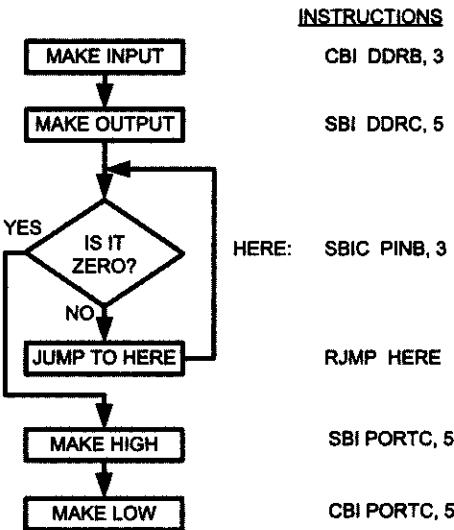 INSTRUCTIONS
MAKE INPUT CBI DDRB, 3
MAKE OUTPUT SBI DDRC, 5
YES
IS IT
ZERO?
HERE: SBIC PINB, 3
NO
JUMP TO HERE RJMP HERE
MAKE HIGH SBI PORTC, 5
MAKE LOW CBI PORTC, 5